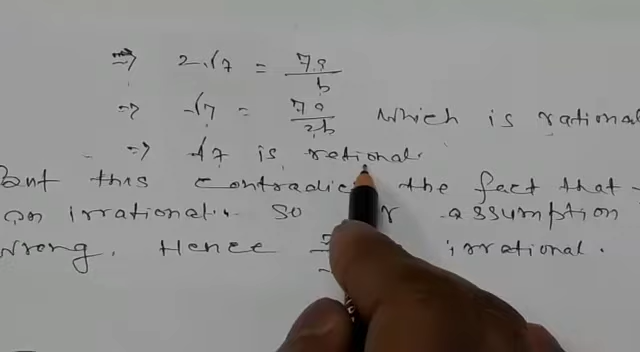 ⇒ 2√7 = 7a/b
⇒ √7 = 7a/2b which is rational
⇒ √7 is rational.
But this contradic the fact that
an irrational. so assumption
wrong. Hence irrational.